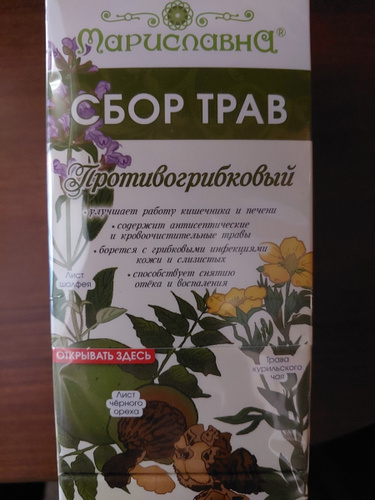 Мариславна®
СБОР ТРАВ
Противогрибковый
• улучшает работу кишечника и печени
• содержит антисептические
и кровоочистительные травы
• борется с грибковыми инфекциями
кожи и слизистых
• способствует снятию
отёка и воспаления
Лист
шалфея
ОТКРЫВАТЬ ЗДЕСЬ
Трава
курильского
чая
Лист
чёрного
ореха